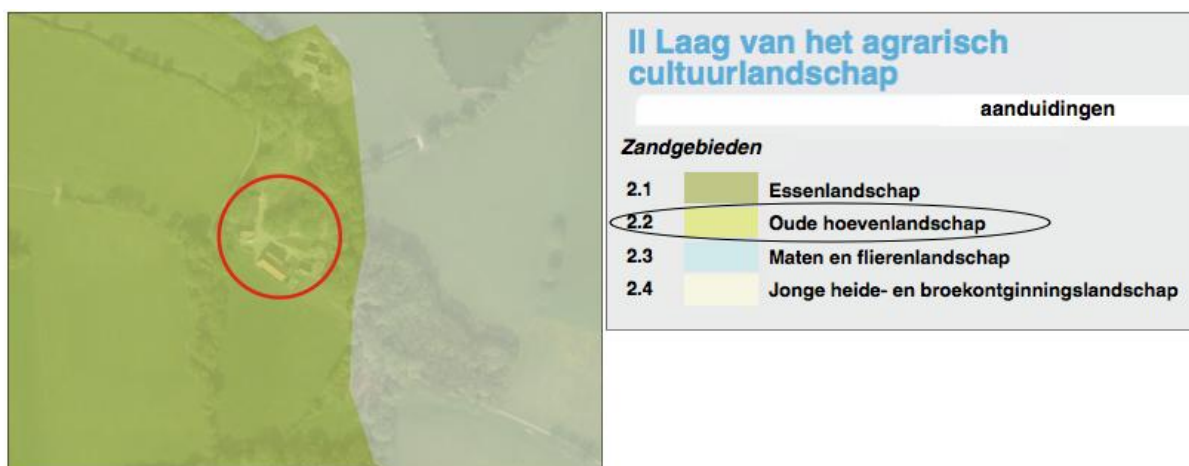 II Laag van het agrarisch
cultuurlandschap
aanduidingen
Zandgebieden
2.1 Essenlandschap
2.2 Oude hoevenlandschap
2.3 Maten en flierenlandschap
2.4 Jonge heide- en broekontginningslandschap